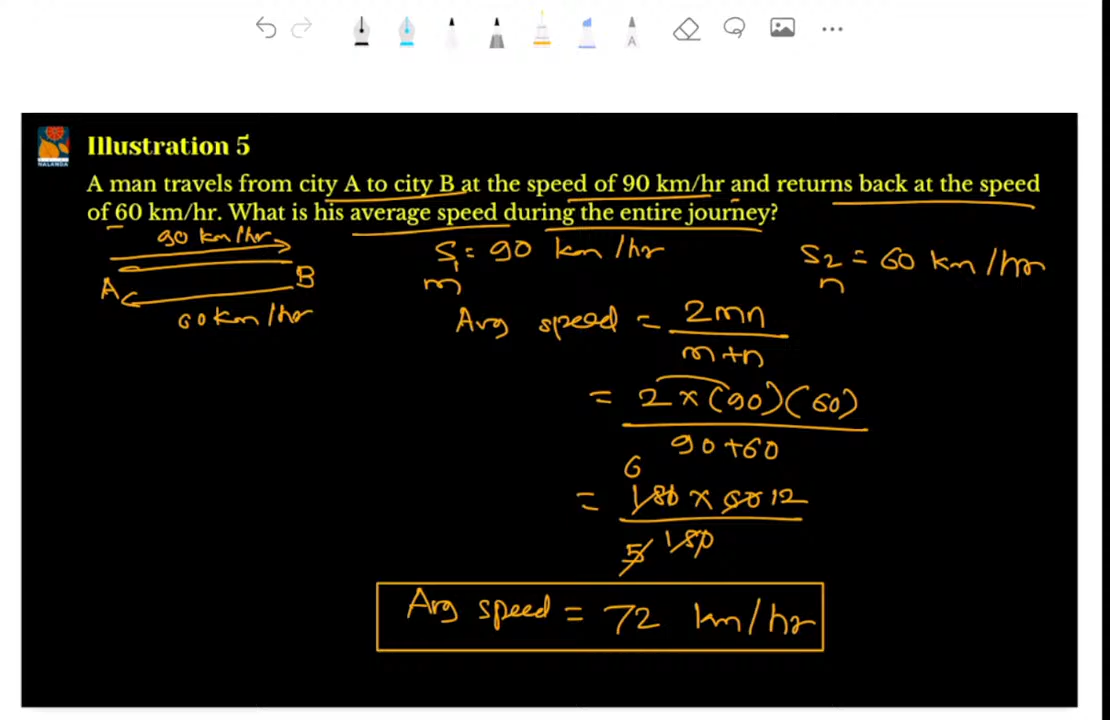 Illustration 5
A man travels from city A to city B at the speed of 90 km/hr and returns back at the speed
of 60 km/hr. What is his average speed during the entire journey?
90 km/hr
A B
60 km/hr
S1 = 90 km/hr
m
S2 = 60 km/hr
n
Avg speed = 2mn
m+n
= 2 x (90)(60)
90+60
6
= 180 x 60 12
5 150
Avg speed = 72 km/hr
NALANDA
A